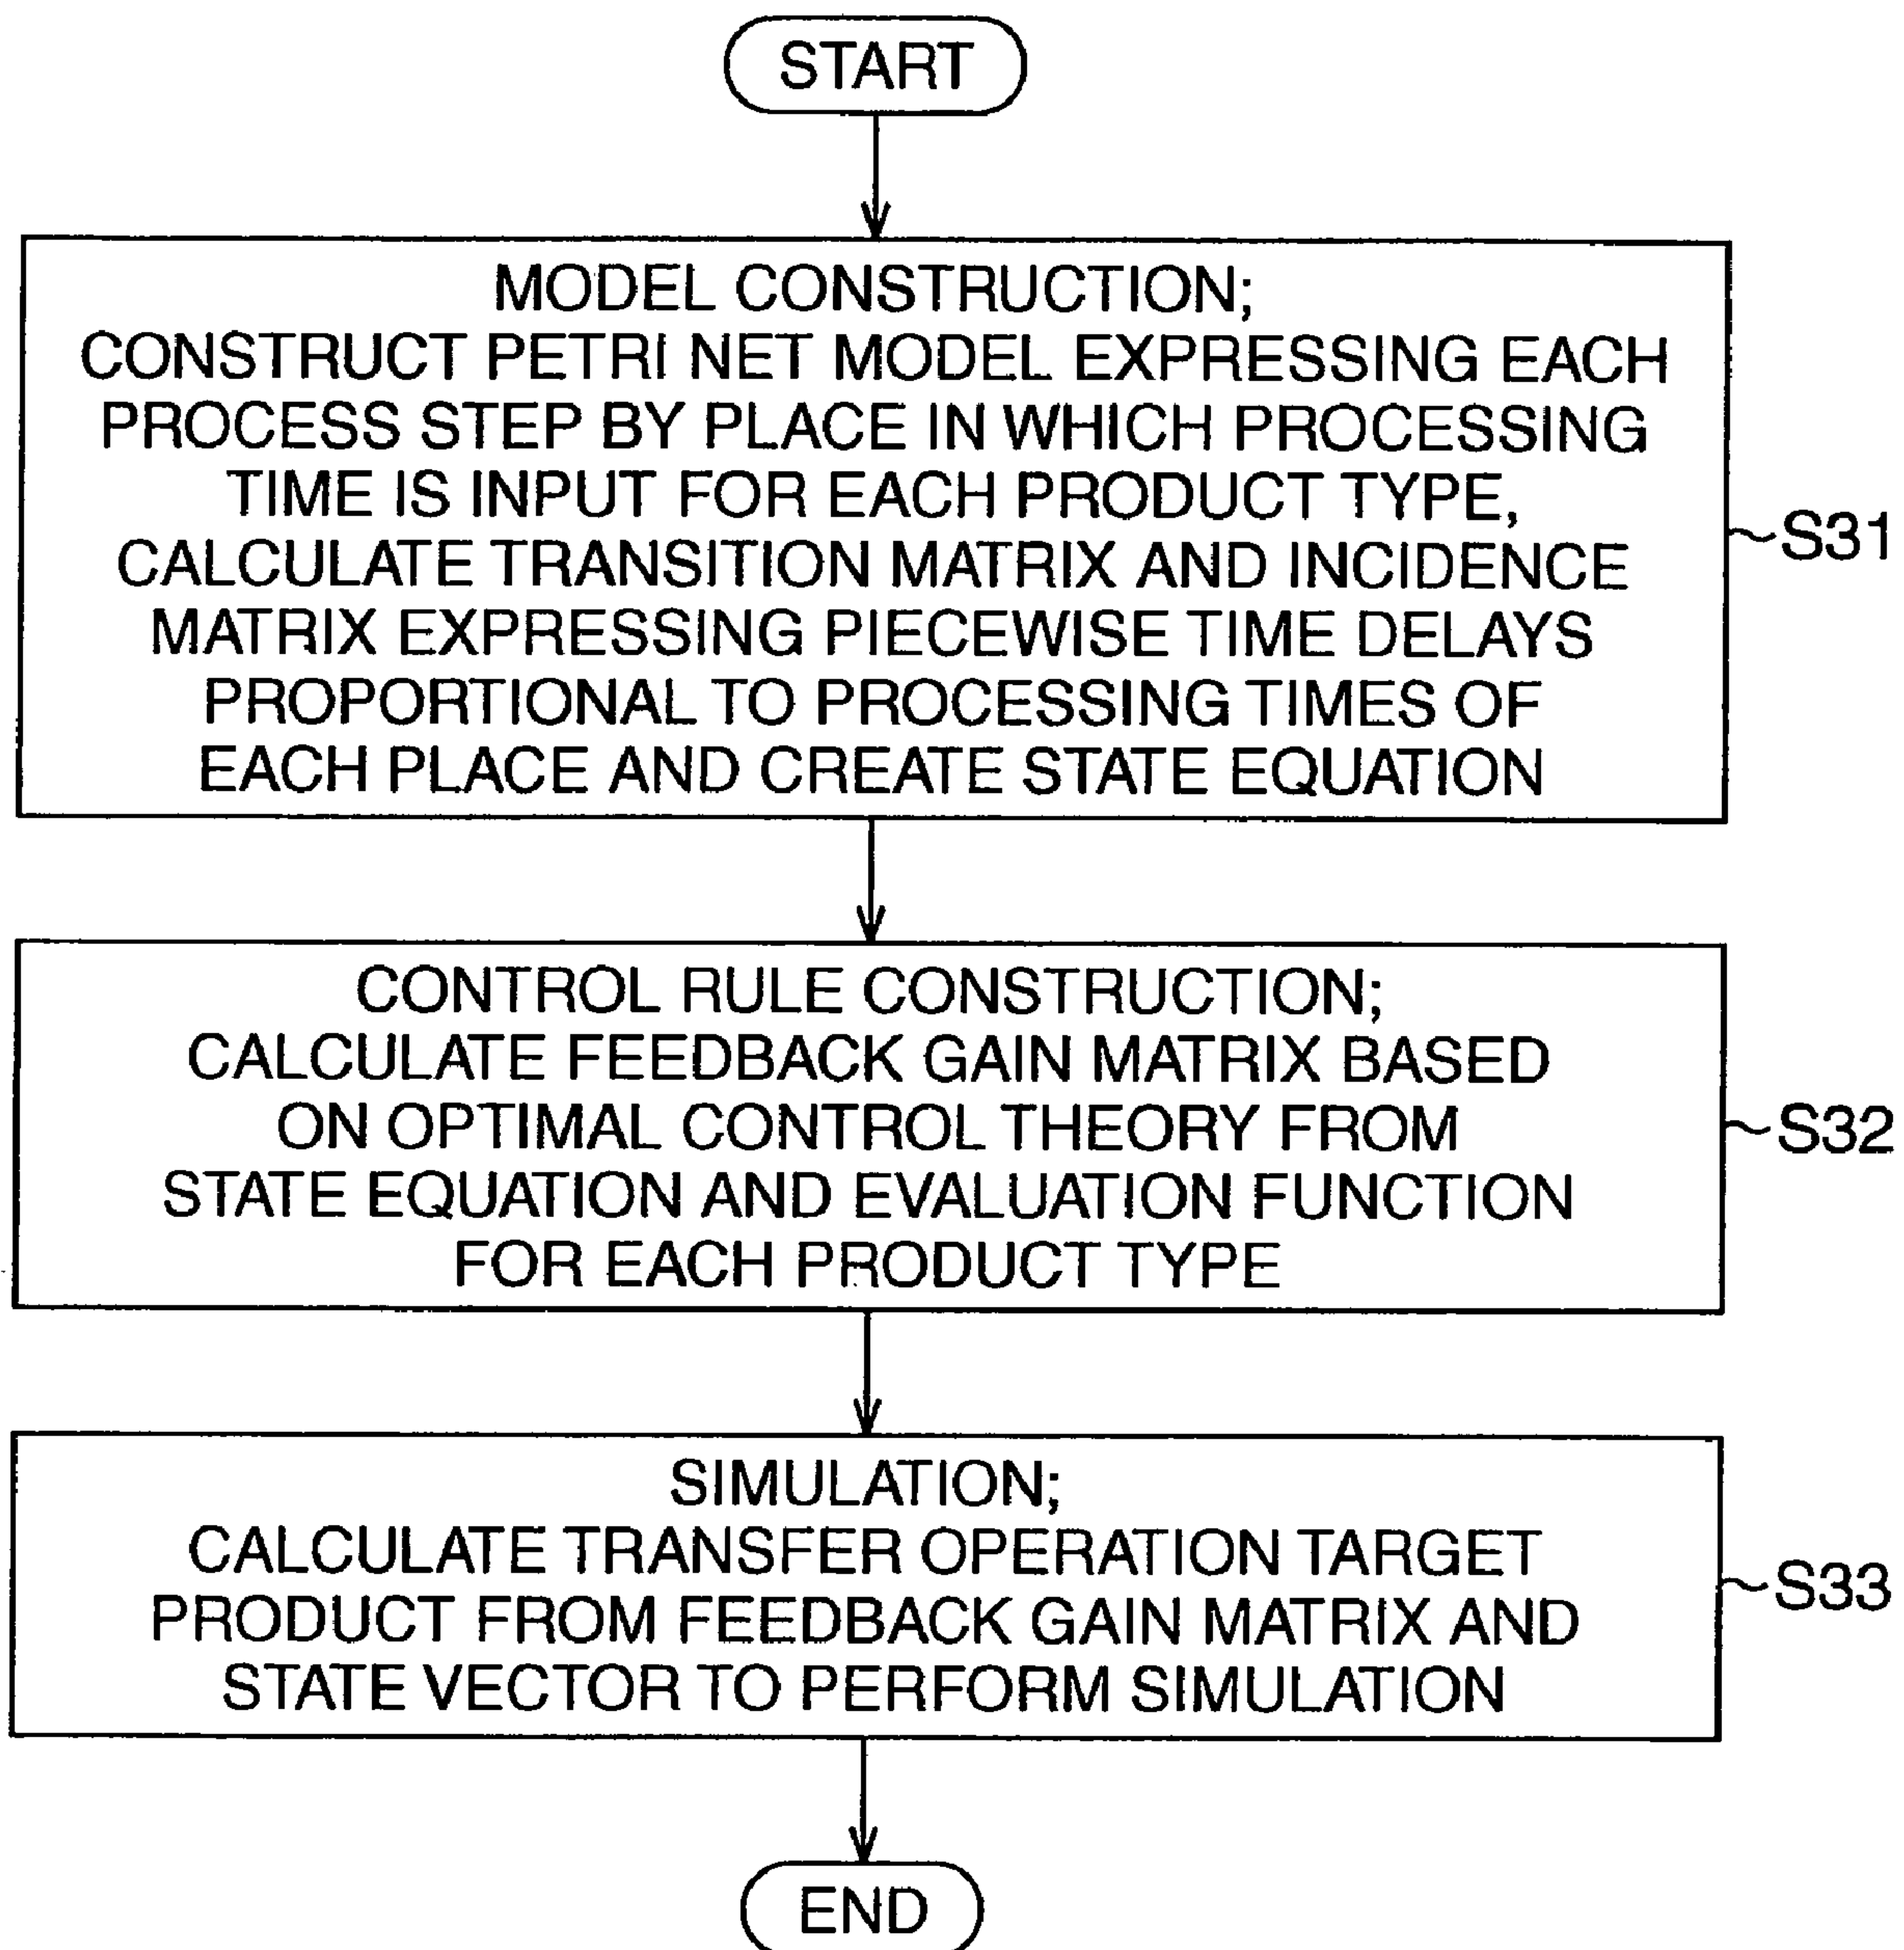 START
MODEL CONSTRUCTION;
CONSTRUCT PETRI NET MODEL EXPRESSING EACH
PROCESS STEP BY PLACE IN WHICH PROCESSING
TIME IS INPUT FOR EACH PRODUCT TYPE,
CALCULATE TRANSITION MATRIX AND INCIDENCE
MATRIX EXPRESSING PIECEWISE TIME DELAYS
PROPORTIONAL TO PROCESSING TIMES OF
EACH PLACE AND CREATE STATE EQUATION
S31
CONTROL RULE CONSTRUCTION;
CALCULATE FEEDBACK GAIN MATRIX BASED
ON OPTIMAL CONTROL THEORY FROM
STATE EQUATION AND EVALUATION FUNCTION
FOR EACH PRODUCT TYPE
S32
SIMULATION;
CALCULATE TRANSFER OPERATION TARGET
PRODUCT FROM FEEDBACK GAIN MATRIX AND
STATE VECTOR TO PERFORM SIMULATION
S33
END